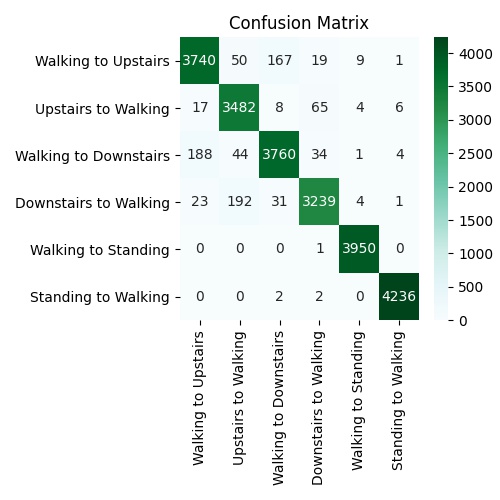 Confusion Matrix
Walking to Upstairs 3740 50 167 19 9 1
Upstairs to Walking 17 3482 8 65 4 6
Walking to Downstairs 188 44 3760 34 1 4
Downstairs to Walking 23 192 31 3239 4 1
Walking to Standing 0 0 0 1 3950 0
Standing to Walking 0 0 2 2 0 4236
Walking to Upstairs
Upstairs to Walking
Walking to Downstairs
Downstairs to Walking
Walking to Standing
Standing to Walking
4000
3500
3000
2500
2000
1500
1000
500
0